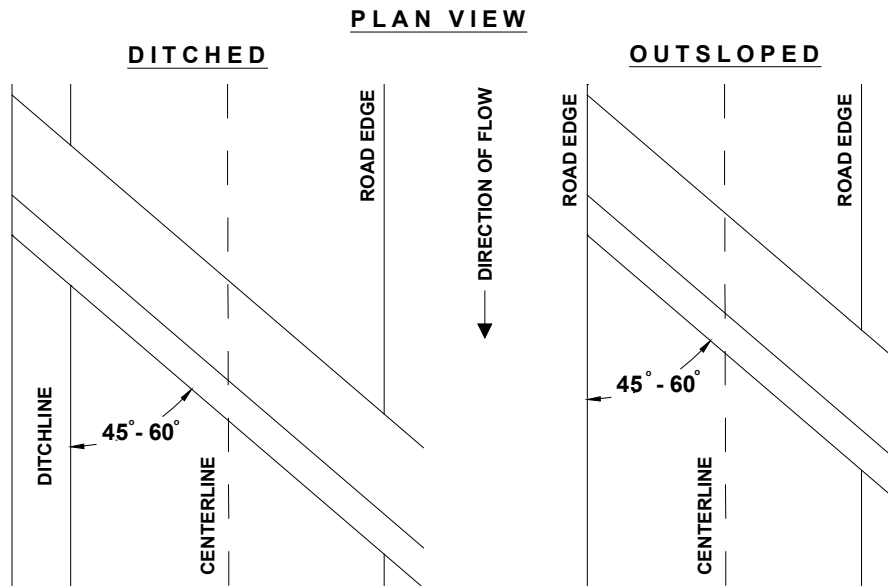 PLAN VIEW
DITCHED
OUTSLOPED
ROAD EDGE
DIRECTION OF FLOW
ROAD EDGE
ROAD EDGE
45° - 60°
45° - 60°
DITCHLINE
CENTERLINE
CENTERLINE